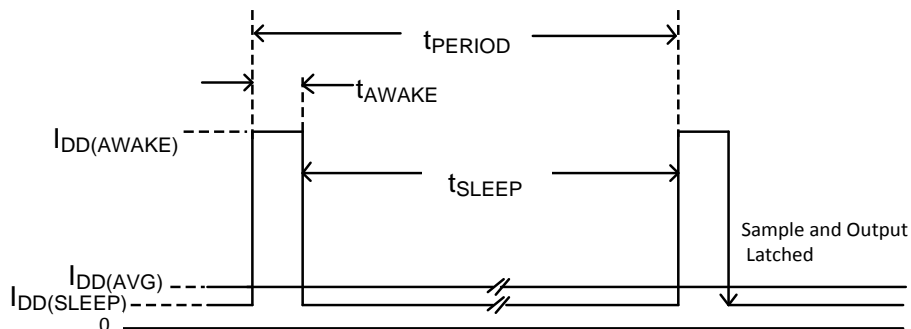 tPERIOD
tAWAKE
IDD(AWAKE)
tSLEEP
Sample and Output
Latched
IDD(AVG)
IDD(SLEEP)
0